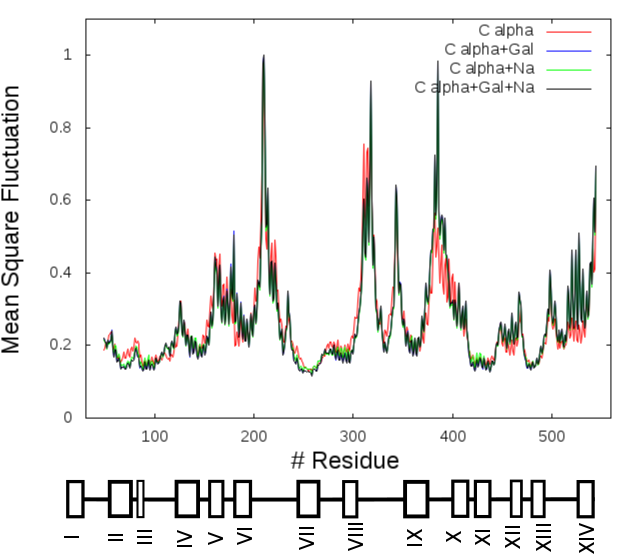 Mean Square Fluctuation
1
0.8
0.6
0.4
0.2
0
C alpha
C alpha+Gal
C alpha+Na
C alpha+Gal+Na
100 200 300 400 500
# Residue
I II III IV V VI VII VIII IX X XI XII XIII XIV